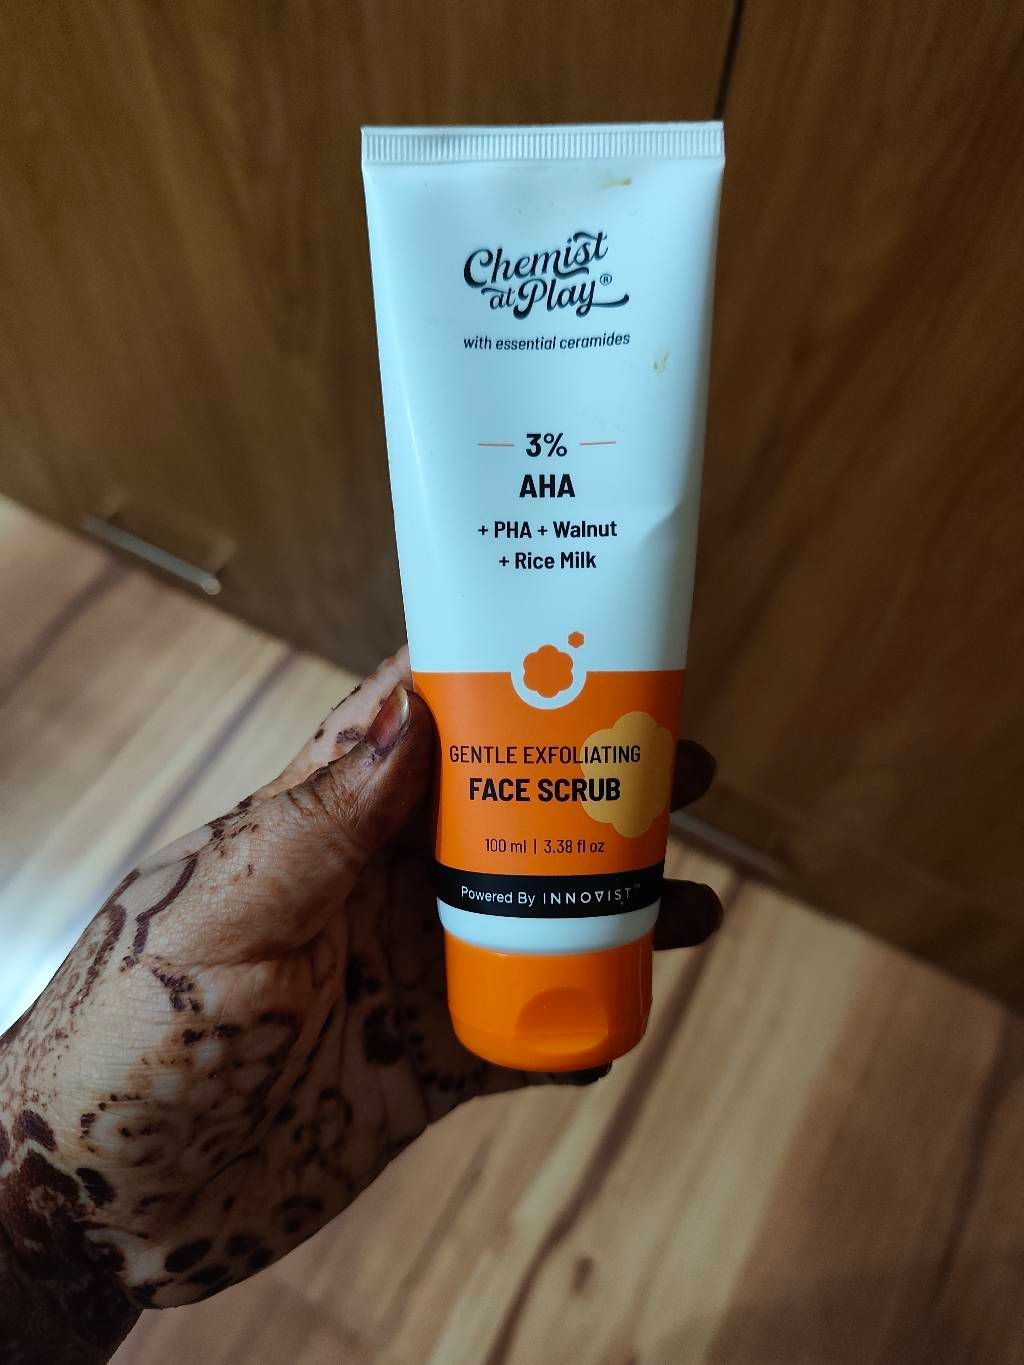 Chemist
at Play®
with essential ceramides
3%
AHA
+ PHA + Walnut
+ Rice Milk
GENTLE EXFOLIATING
FACE SCRUB
100 ml | 3.38 fl oz
Powered By INNOVIST™